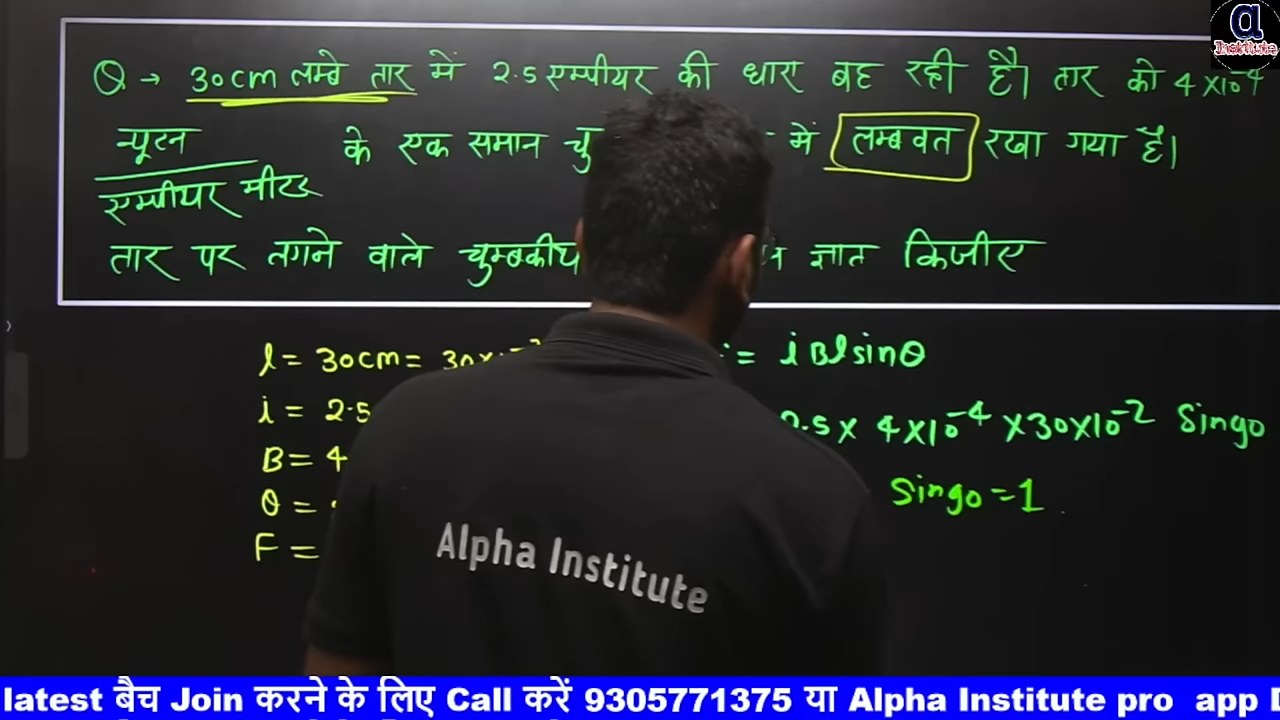 α
Institute
Q → 30cm लम्बे तार में 2.5 एम्पीयर की धारा बह रही है। तार को 4×10⁻⁴
न्यूटन
के एक समान चु में लम्बवत रखा गया है।
एम्पीयर मीटर
तार पर लगने वाले चुम्बकीय ज्ञात किजीए
l = 30cm = 30× = iBlsinθ
i = 2.5 2.5× 4×10⁻⁴ ×30×10⁻² Sin90
B = 4
θ = Sin90 = 1
F =
Alpha Institute
latest बैच Join करने के लिए Call करें 9305771375 या Alpha Institute pro app